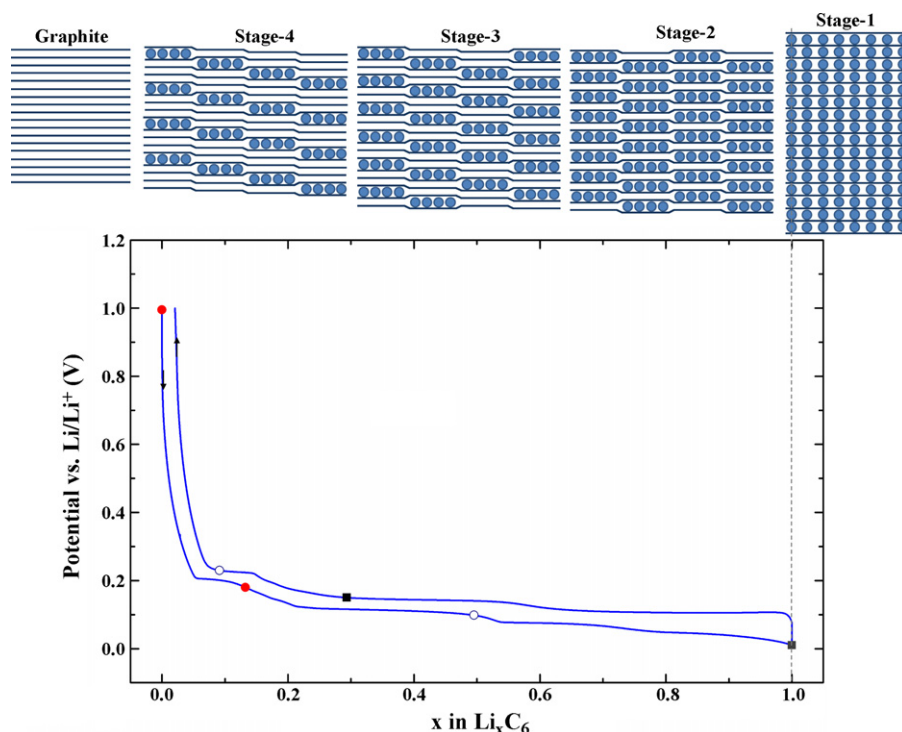 Graphite
Stage-4
Stage-3
Stage-2
Stage-1
1.2
1.0
0.8
0.6
0.4
0.2
0.0
Potential vs. Li/Li⁺ (V)
0.0
0.2
0.4
0.6
0.8
1.0
x in LiₓC₆